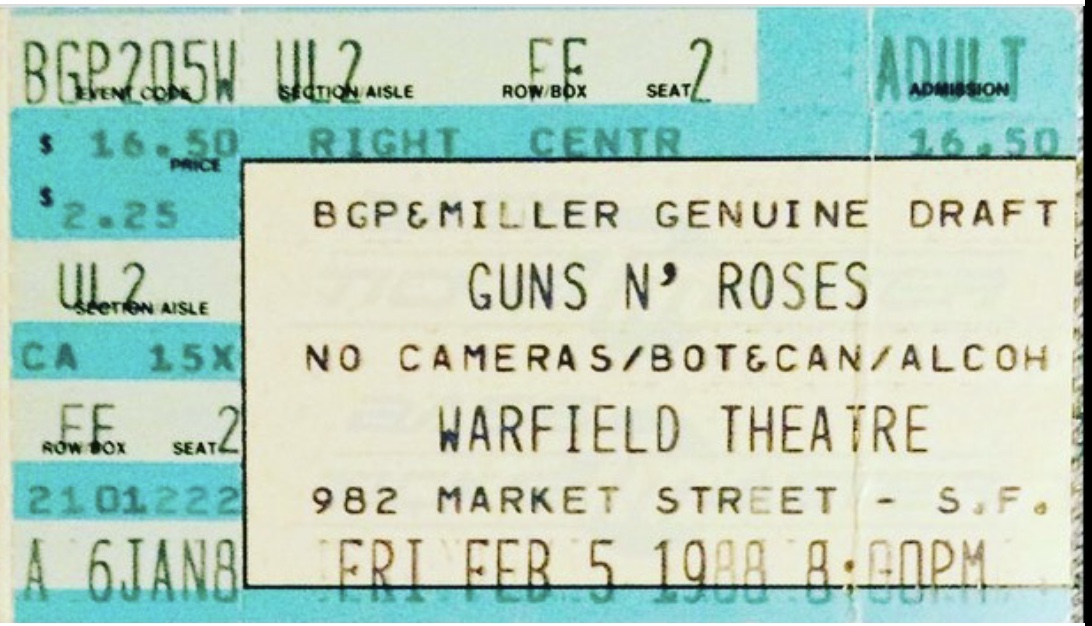 BGP205W UL2 EE 2 ADULT
EVENT CODE SECTION/AISLE ROW/BOX SEAT ADMISSION
$ 16.50 RIGHT CENTR 16.50
PRICE
$ 2.25
BGP&MILLER GENUINE DRAFT
UL2
SECTION/AISLE
GUNS N' ROSES
CA 15X
NO CAMERAS/BOT&CAN/ALCOH
EE 2
ROW/BOX SEAT
WARFIELD THEATRE
2101222
982 MARKET STREET - S.F.
A 6JAN8
FRI FEB 5 1988 8:00PM